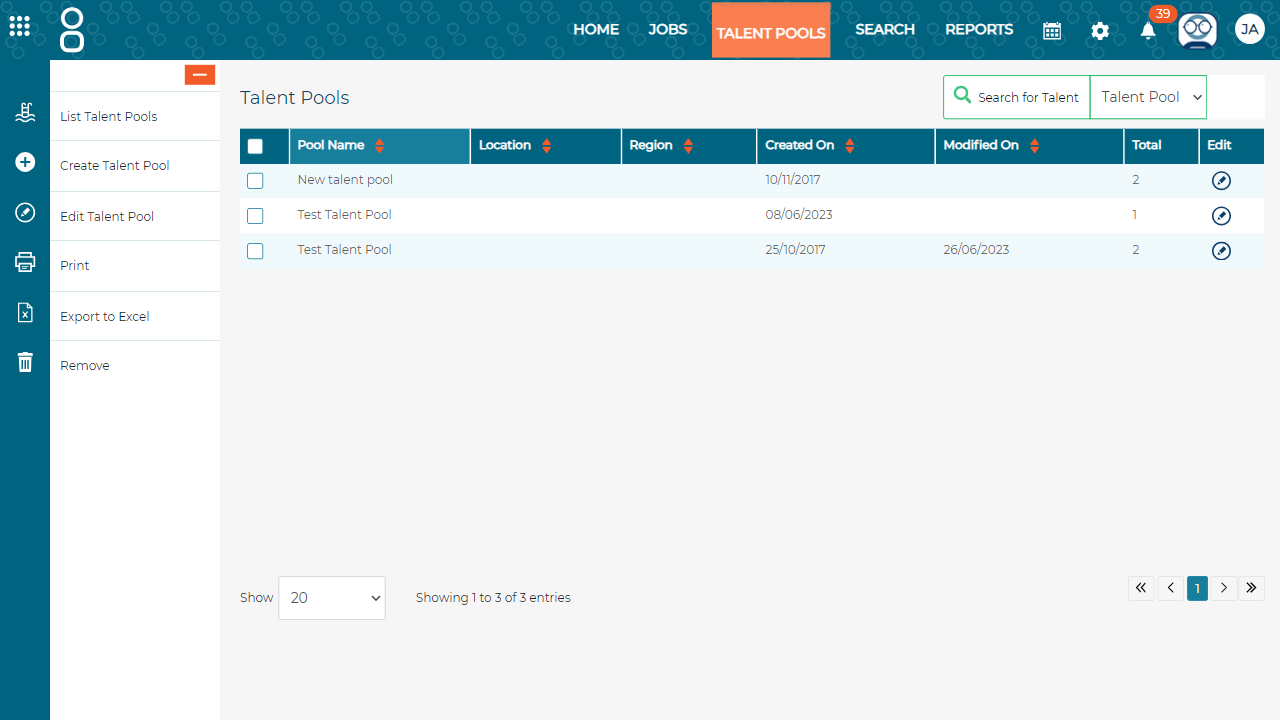 HOME JOBS TALENT POOLS SEARCH REPORTS 39 JA
List Talent Pools
Create Talent Pool
Edit Talent Pool
Print
Export to Excel
Remove
Talent Pools
Search for Talent Talent Pool
Pool Name Location Region Created On Modified On Total Edit
New talent pool 10/11/2017 2
Test Talent Pool 08/06/2023 1
Test Talent Pool 25/10/2017 26/06/2023 2
Show 20 Showing 1 to 3 of 3 entries 1